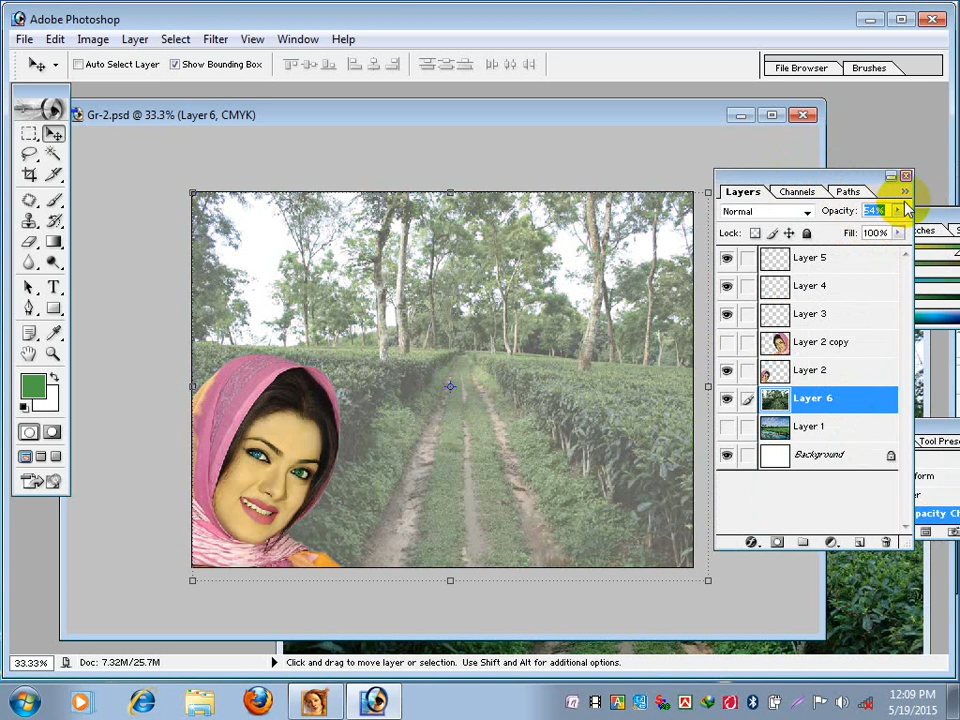 Adobe Photoshop
File Edit Image Layer Select Filter View Window Help
Auto Select Layer Show Bounding Box File Browser Brushes
Gr-2.psd @ 33.3% (Layer 6, CMYK)
Layers Channels Paths
Normal Opacity: 54%
Lock: Fill: 100%
Layer 5
Layer 4
Layer 3
Layer 2 copy
Layer 2
Layer 6
Layer 1
Background
tches
Tool Prese
form
er
pacity Ch
33.33% Doc: 7.32M/25.7M Click and drag to move layer or selection. Use Shift and Alt for additional options.
12:09 PM
5/19/2015